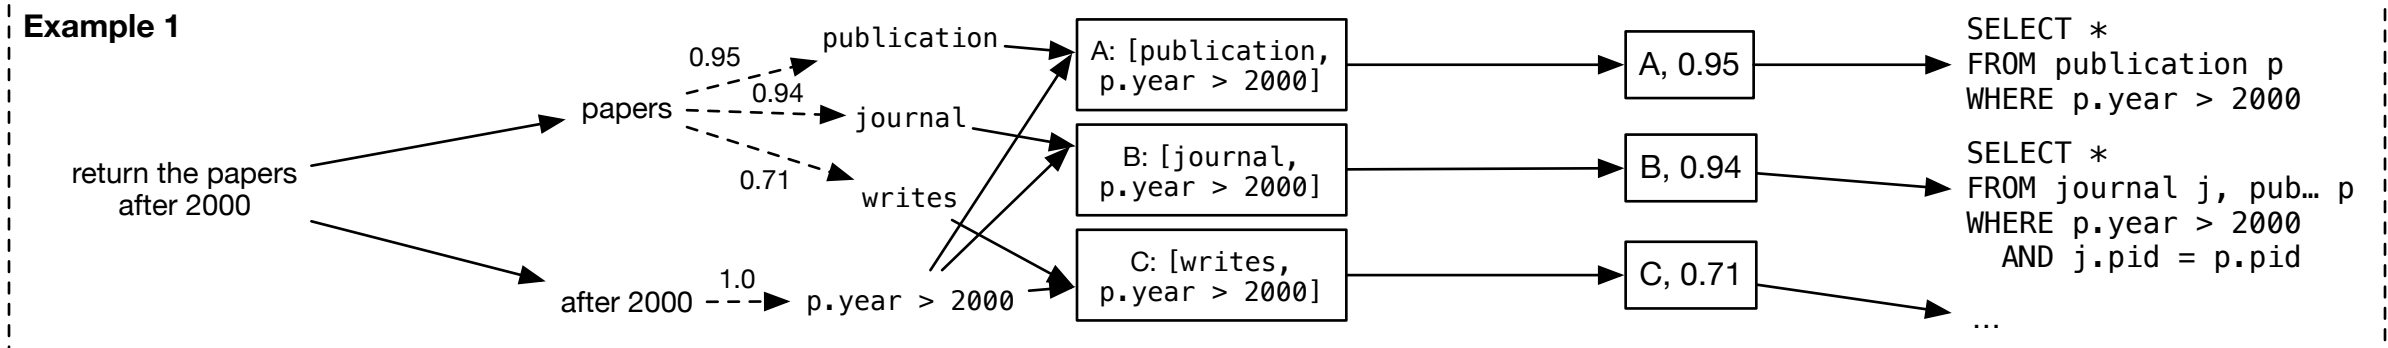 Example 1
return the papers
after 2000
papers
after 2000
0.95
0.94
0.71
1.0
publication
journal
writes
p.year > 2000
A: [publication,
p.year > 2000]
B: [journal,
p.year > 2000]
C: [writes,
p.year > 2000]
A, 0.95
B, 0.94
C, 0.71
SELECT *
FROM publication p
WHERE p.year > 2000
SELECT *
FROM journal j, pub… p
WHERE p.year > 2000
AND j.pid = p.pid
…